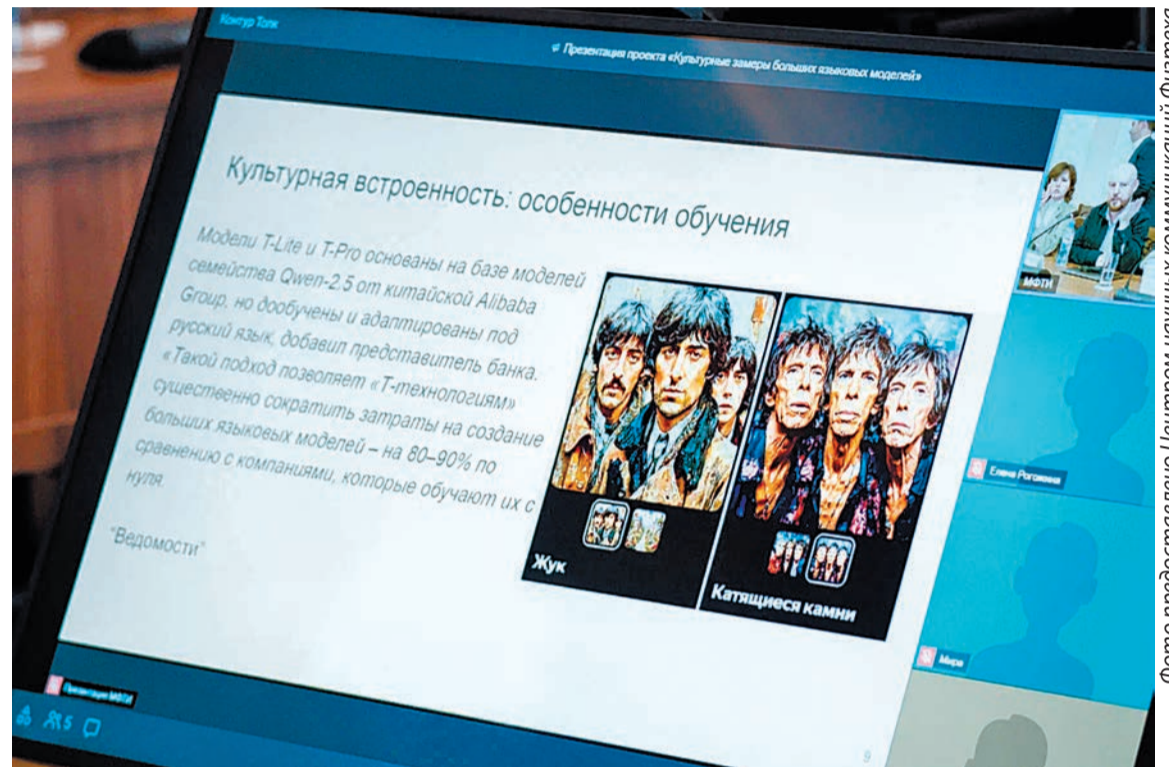 Контур Толк
Презентация проекта «Культурные замеры больших языковых моделей»
Культурная встроенность: особенности обучения
Модели T-Lite и T-Pro основаны на базе моделей
семейства Qwen-2.5 от китайской Alibaba
Group, но дообучены и адаптированы под
русский язык, добавил представитель банка.
«Такой подход позволяет «Т-технологиям»
существенно сократить затраты на создание
больших языковых моделей – на 80–90% по
сравнению с компаниями, которые обучают их с
нуля.
"Ведомости"
Жук
Катящиеся камни
МФТИ
Елена Рогожина
Мира
Презентация МФТИ
5
9
Фото предоставлено Центром научных коммуникаций Физтеха